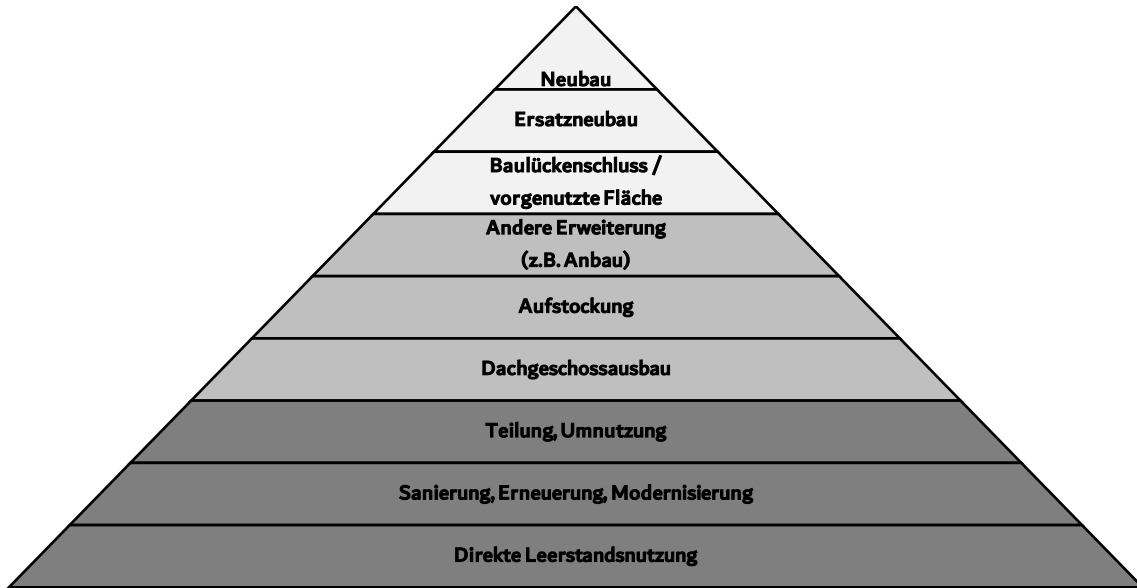 Neubau
Ersatzneubau
Baulückenschluss /
vorgenutzte Fläche
Andere Erweiterung
(z.B. Anbau)
Aufstockung
Dachgeschossausbau
Teilung, Umnutzung
Sanierung, Erneuerung, Modernisierung
Direkte Leerstandsnutzung